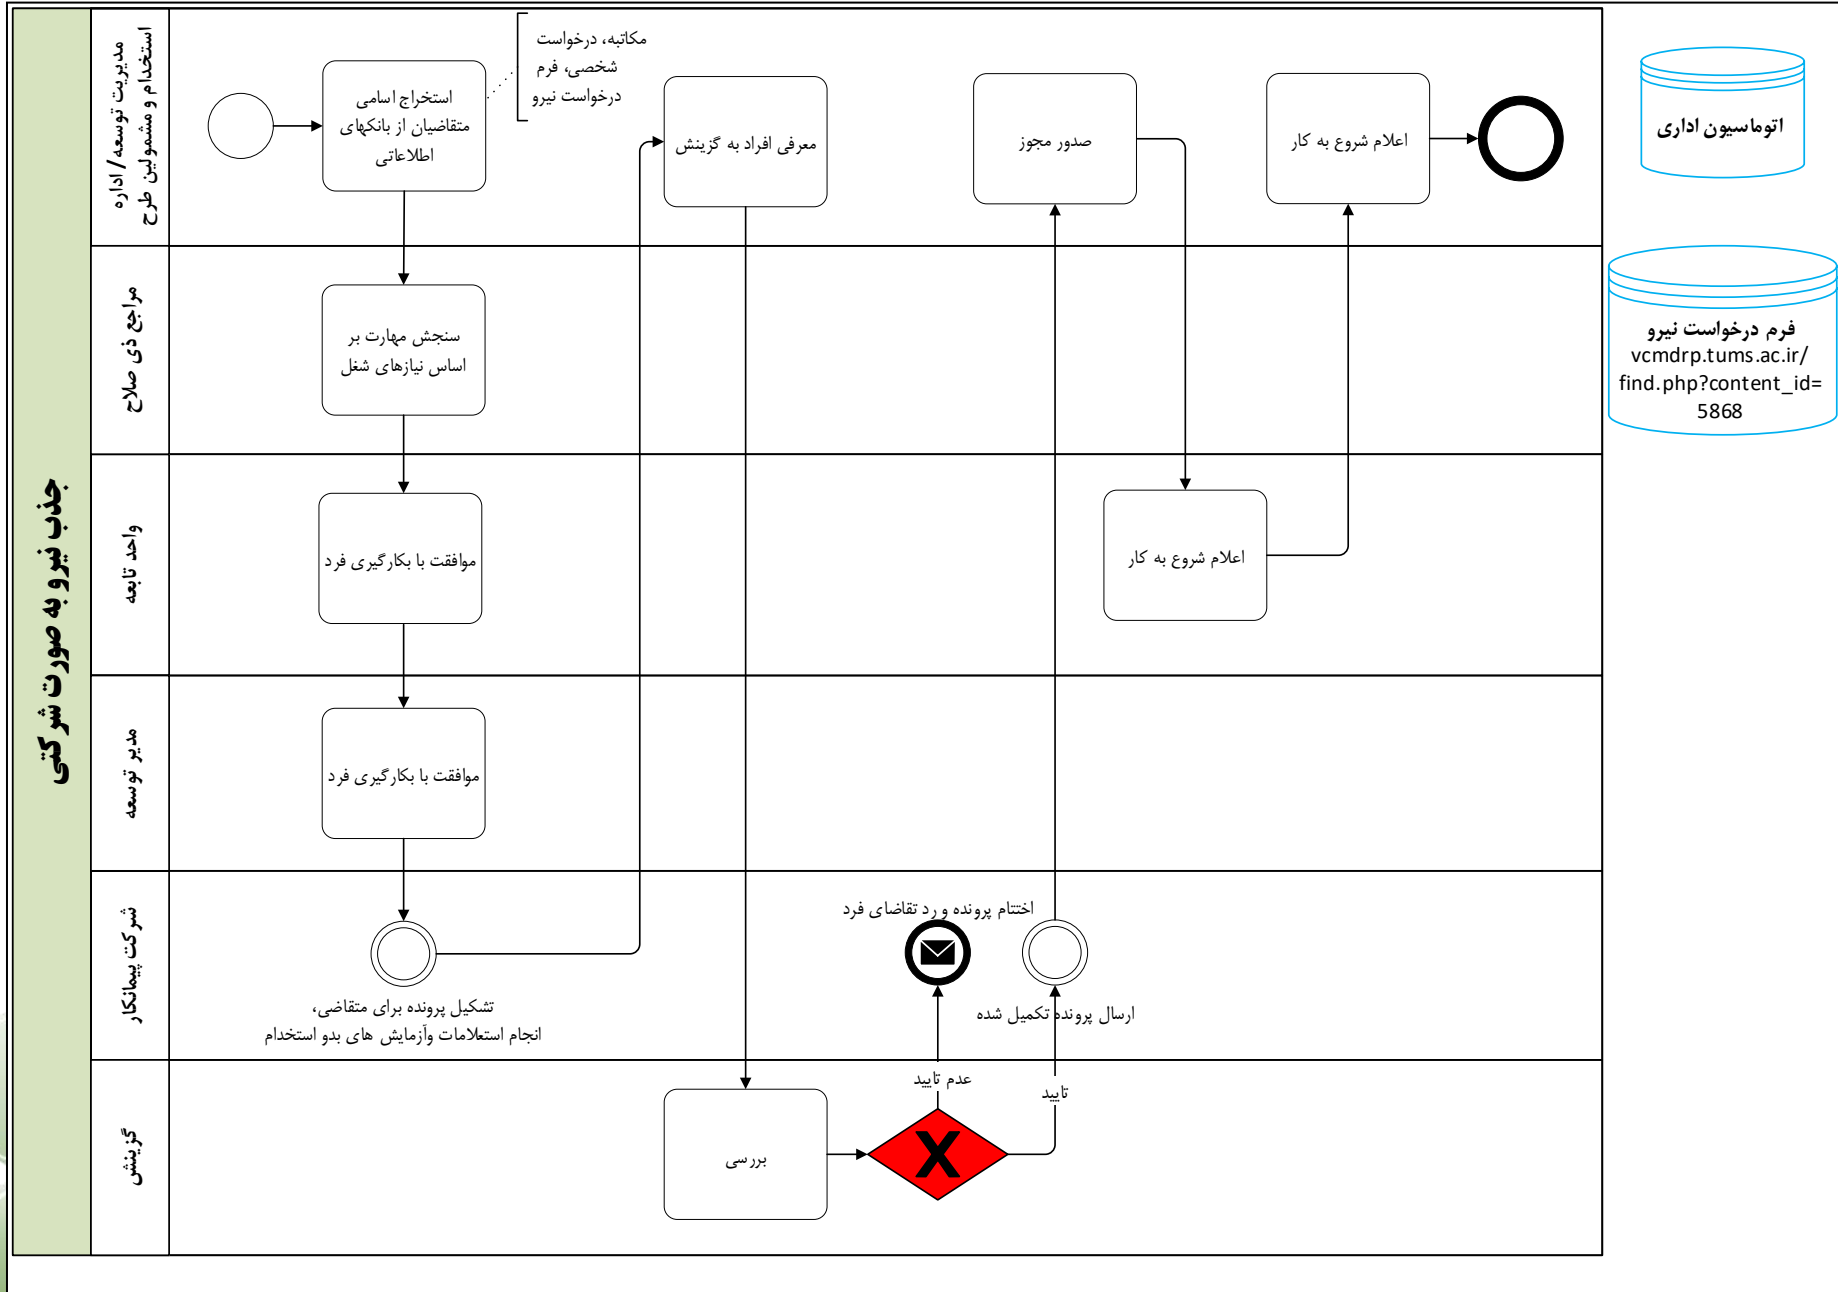 جذب نیرو به صورت شرکتی
مدیریت توسعه/ اداره
استخدام و مشمولین طرح
استخراج اسامی
متقاضیان از بانکهای
اطلاعاتی
مکاتبه، درخواست
شخصی، فرم
درخواست نیرو
معرفی افراد به گزینش
صدور مجوز
اعلام شروع به کار
مراجع ذی صلاح
سنجش مهارت بر
اساس نیازهای شغل
واحد تابعه
موافقت با بکارگیری فرد
اعلام شروع به کار
مدیر توسعه
موافقت با بکارگیری فرد
شرکت پیمانکار
تشکیل پرونده برای متقاضی،
انجام استعلامات وآزمایش های بدو استخدام
اختتام پرونده و رد تقاضای فرد
ارسال پرونده تکمیل شده
گزینش
بررسی
عدم تایید
تایید
X
اتوماسیون اداری
فرم درخواست نیرو
vcmdrp.tums.ac.ir/
find.php?content_id=
5868